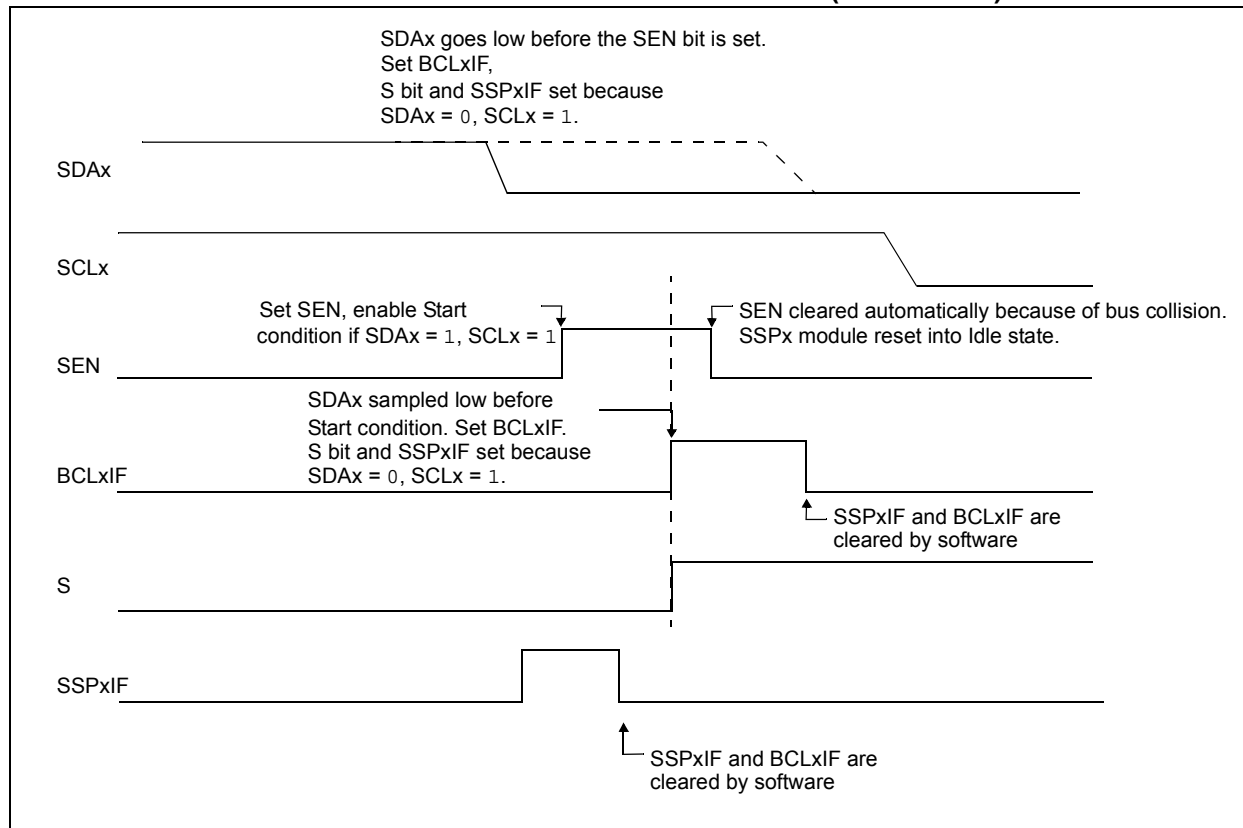 SDAx goes low before the SEN bit is set.
Set BCLxIF,
S bit and SSPxIF set because
SDAx = 0, SCLx = 1.
SDAx
SCLx
Set SEN, enable Start
condition if SDAx = 1, SCLx = 1
SEN cleared automatically because of bus collision.
SSPx module reset into Idle state.
SEN
SDAx sampled low before
Start condition. Set BCLxIF.
S bit and SSPxIF set because
SDAx = 0, SCLx = 1.
BCLxIF
SSPxIF and BCLxIF are
cleared by software
S
SSPxIF
SSPxIF and BCLxIF are
cleared by software